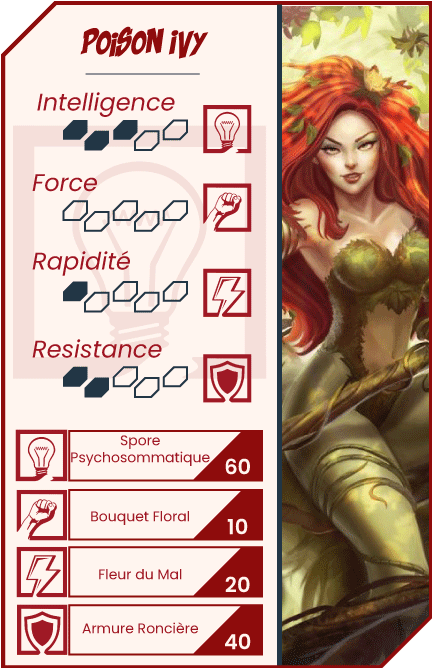 POISON IVY
Intelligence
Force
Rapidité
Resistance
Spore
Psychosommatique
60
Bouquet Floral
10
Fleur du Mal
20
Armure Roncière
40